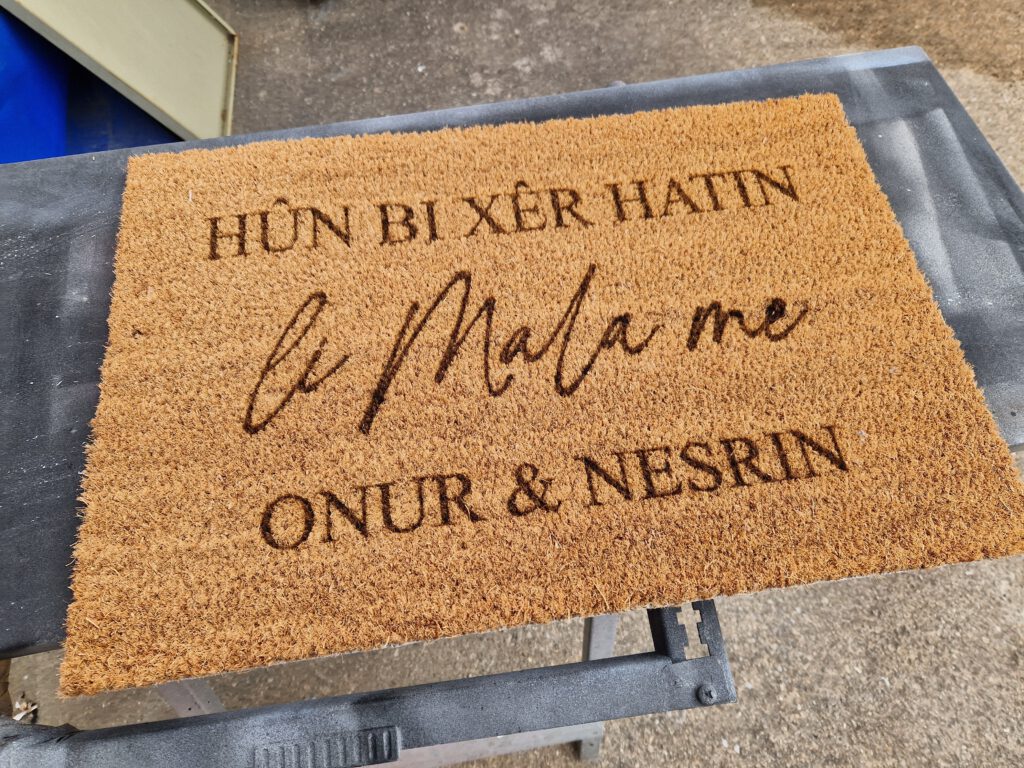 HÛN BI XÊR HATIN
li Mala me
ONUR & NESRIN